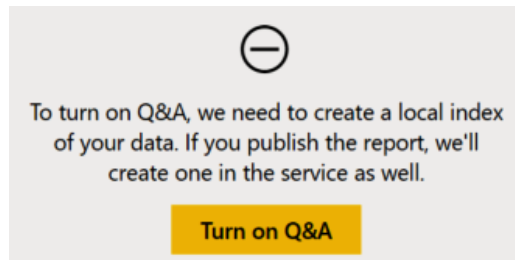 To turn on Q&A, we need to create a local index
of your data. If you publish the report, we'll
create one in the service as well.
Turn on Q&A